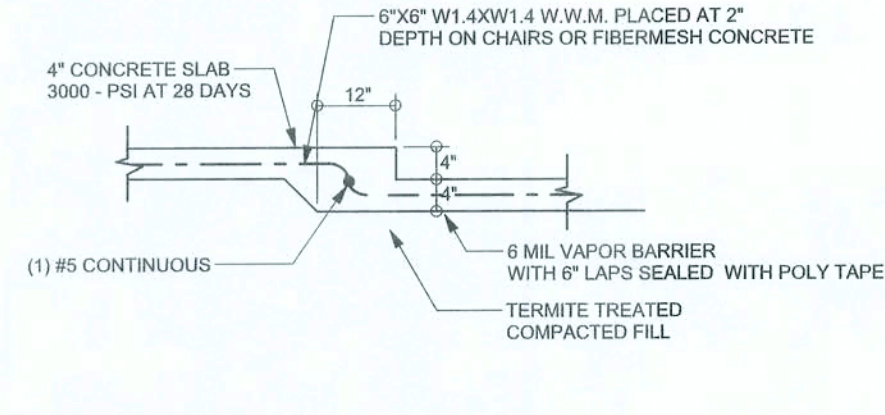 6"X6" W1.4XW1.4 W.W.M. PLACED AT 2"
DEPTH ON CHAIRS OR FIBERMESH CONCRETE
4" CONCRETE SLAB
3000 - PSI AT 28 DAYS
12"
4"
4"
(1) #5 CONTINUOUS
6 MIL VAPOR BARRIER
WITH 6" LAPS SEALED WITH POLY TAPE
TERMITE TREATED
COMPACTED FILL